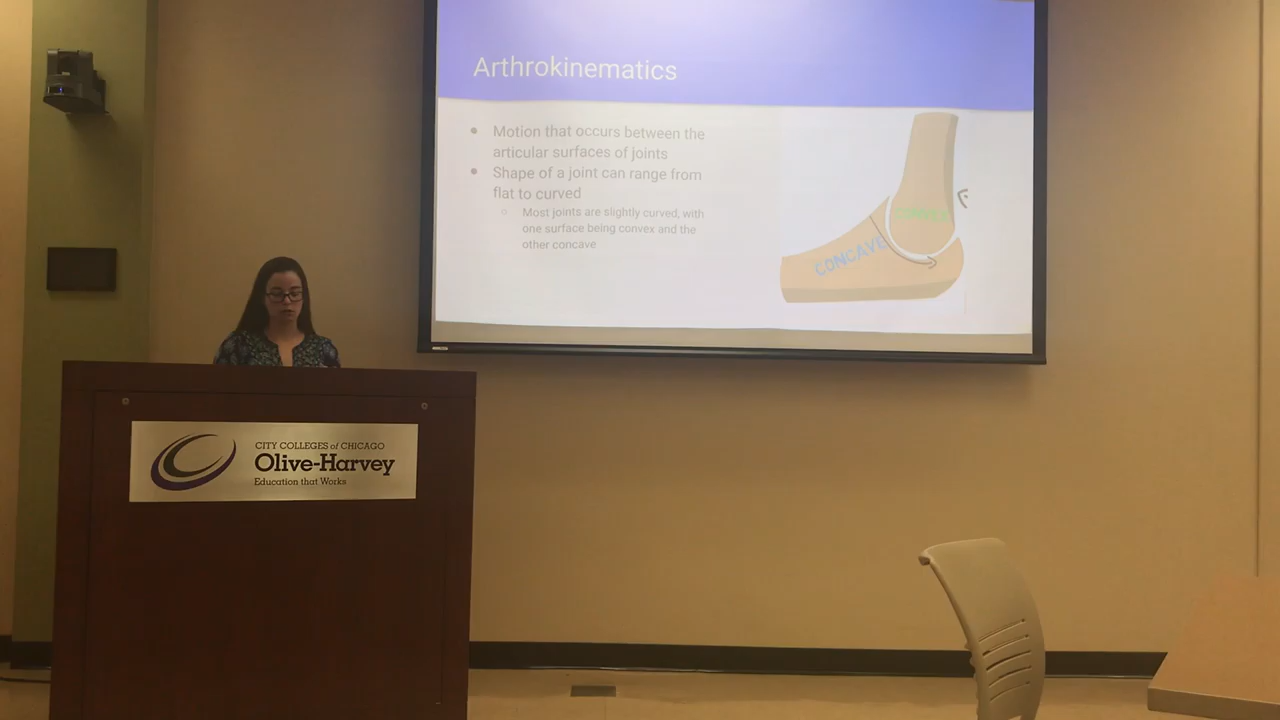 Arthrokinematics
Motion that occurs between the
articular surfaces of joints
Shape of a joint can range from
flat to curved
Most joints are slightly curved, with
one surface being convex and the
other concave
CONVEX
CONCAVE
CITY COLLEGES of CHICAGO
Olive-Harvey
Education that Works